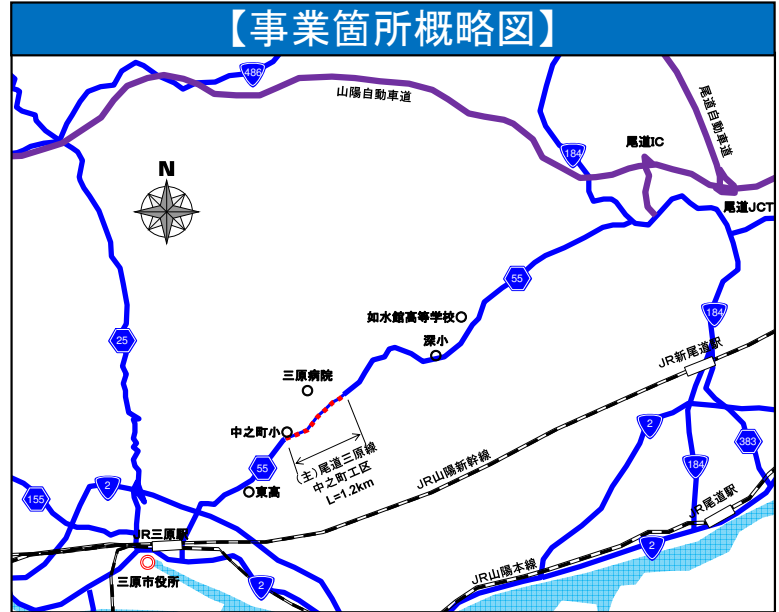 【事業箇所概略図】
486
山陽自動車道
尾道自動車道
尾道IC
184
尾道JCT
N
55
如水館高等学校
深小
184
25
JR新尾道駅
三原病院
中之町小
(主)尾道三原線
中之町工区
L=1.2km
55
東高
2
383
JR山陽新幹線
184
155
2
JR尾道駅
JR三原駅
2
三原市役所
2
JR山陽本線